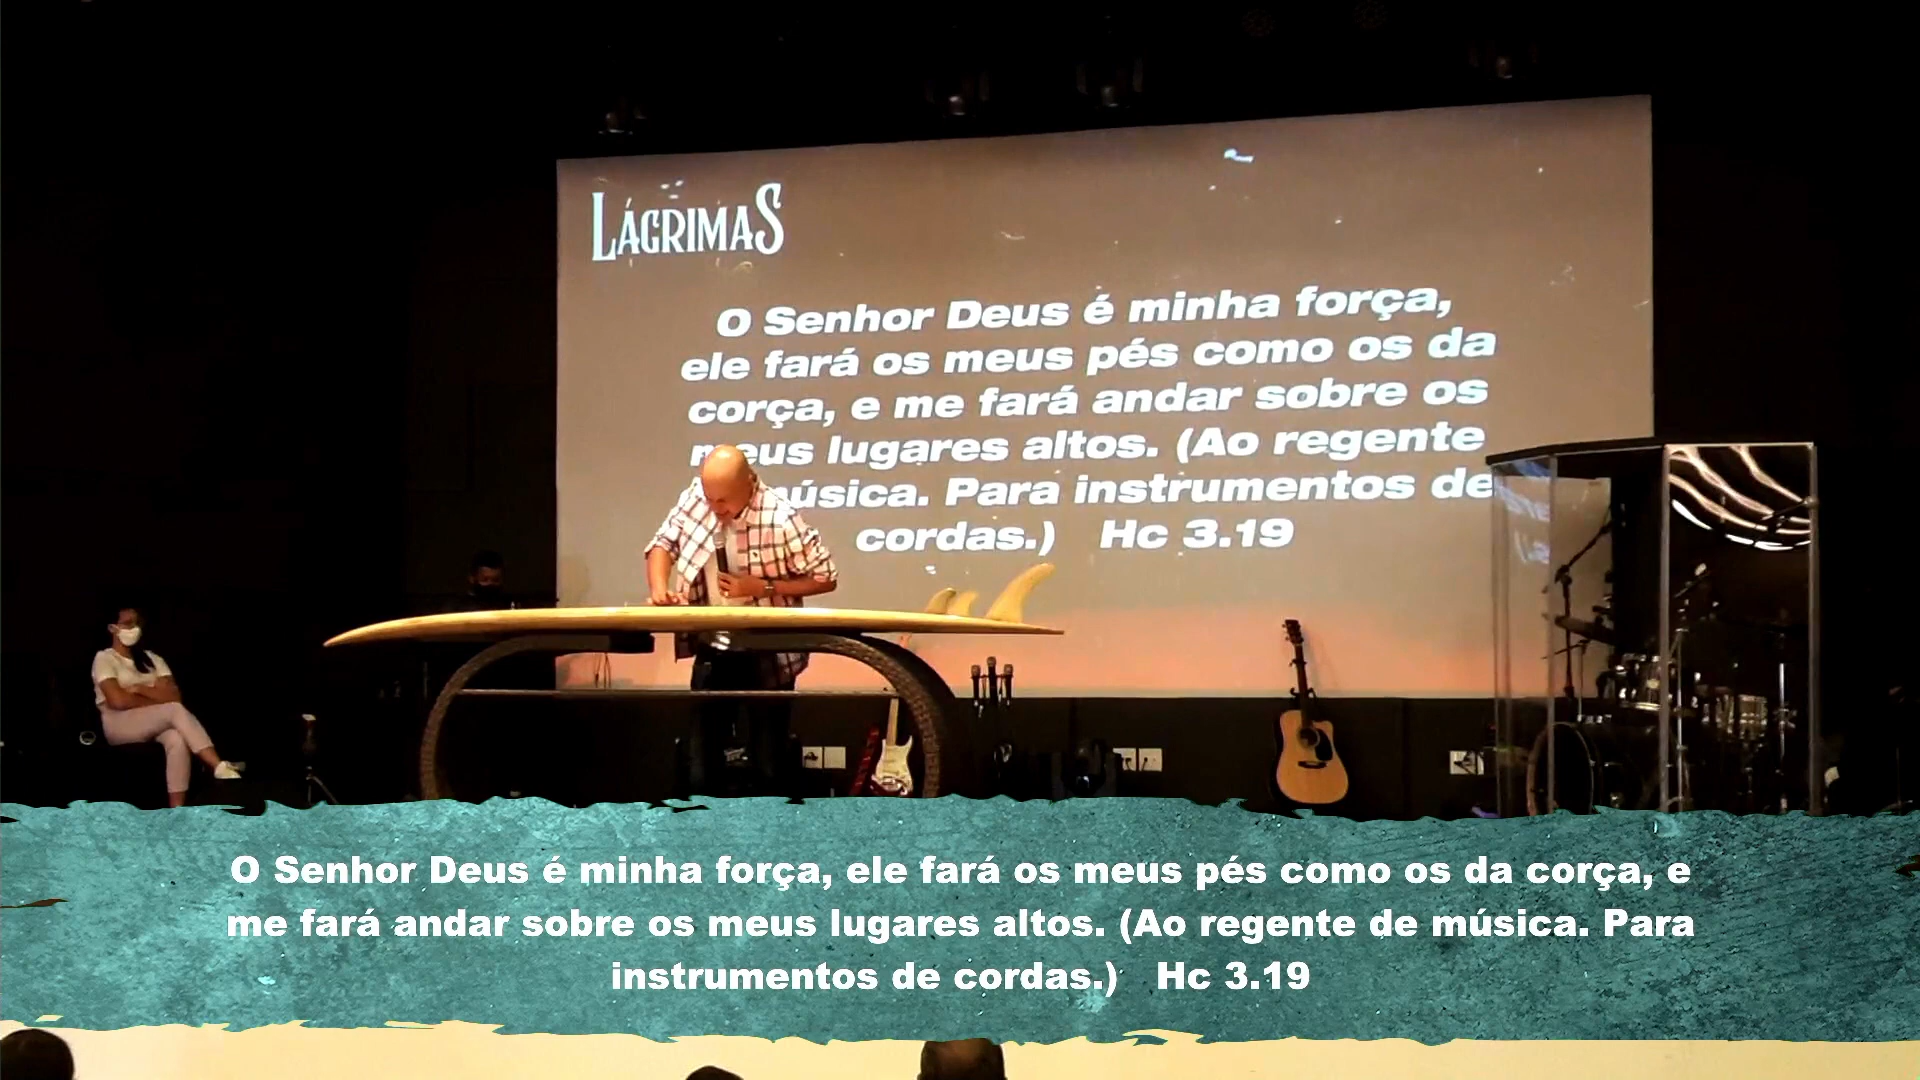 LÁGRIMAS
O Senhor Deus é minha força,
ele fará os meus pés como os da
corça, e me fará andar sobre os
meus lugares altos. (Ao regente
música. Para instrumentos de
cordas.) Hc 3.19
O Senhor Deus é minha força, ele fará os meus pés como os da corça, e
me fará andar sobre os meus lugares altos. (Ao regente de música. Para
instrumentos de cordas.) Hc 3.19